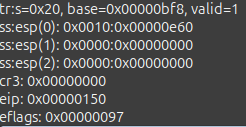 tr:s=0x20, base=0x00000bf8, valid=1
ss:esp(0): 0x0010:0x00000e60
ss:esp(1): 0x0000:0x00000000
ss:esp(2): 0x0000:0x00000000
cr3: 0x00000000
eip: 0x00000150
eflags: 0x00000097